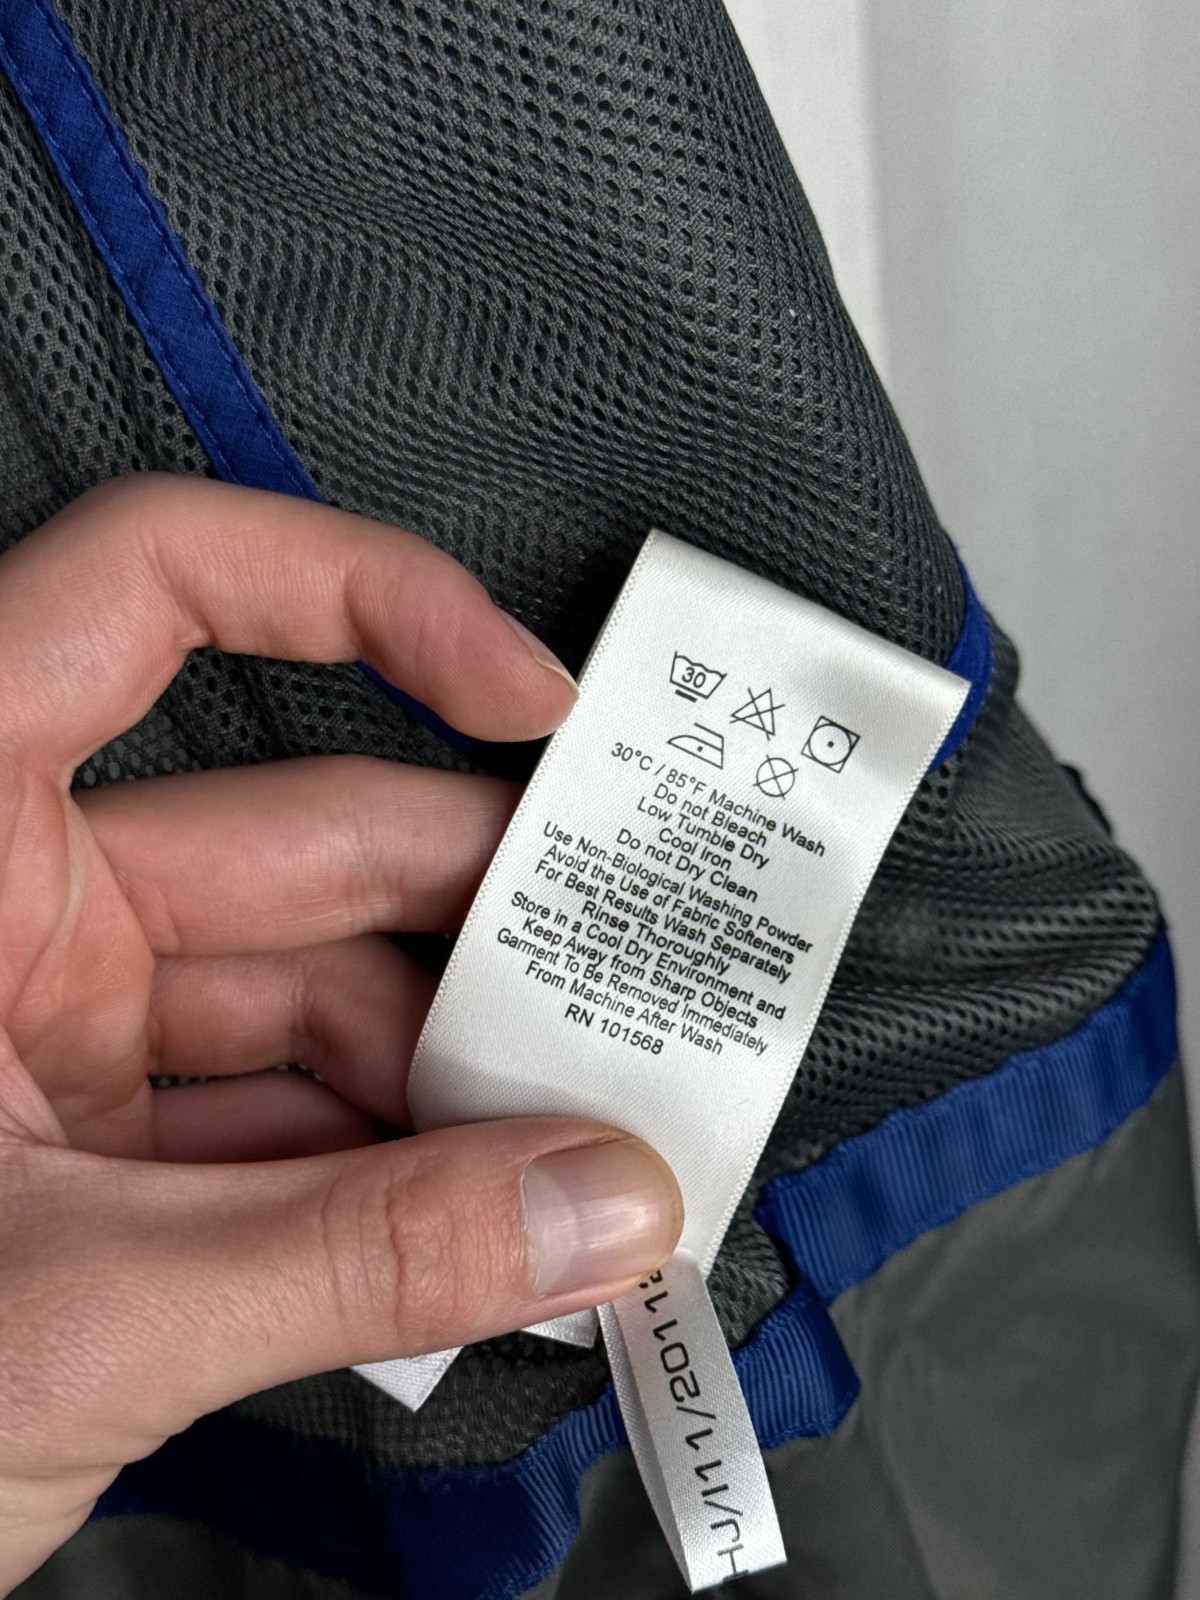 30
30°C / 85°F Machine Wash
Do not Bleach
Low Tumble Dry
Cool Iron
Do not Dry Clean
Use Non-Biological Washing Powder
Avoid the Use of Fabric Softeners
For Best Results Wash Separately
Rinse Thoroughly
Store in a Cool Dry Environment and
Keep Away from Sharp Objects
Garment To Be Removed Immediately
From Machine After Wash
RN 101568
HJ/11/2011